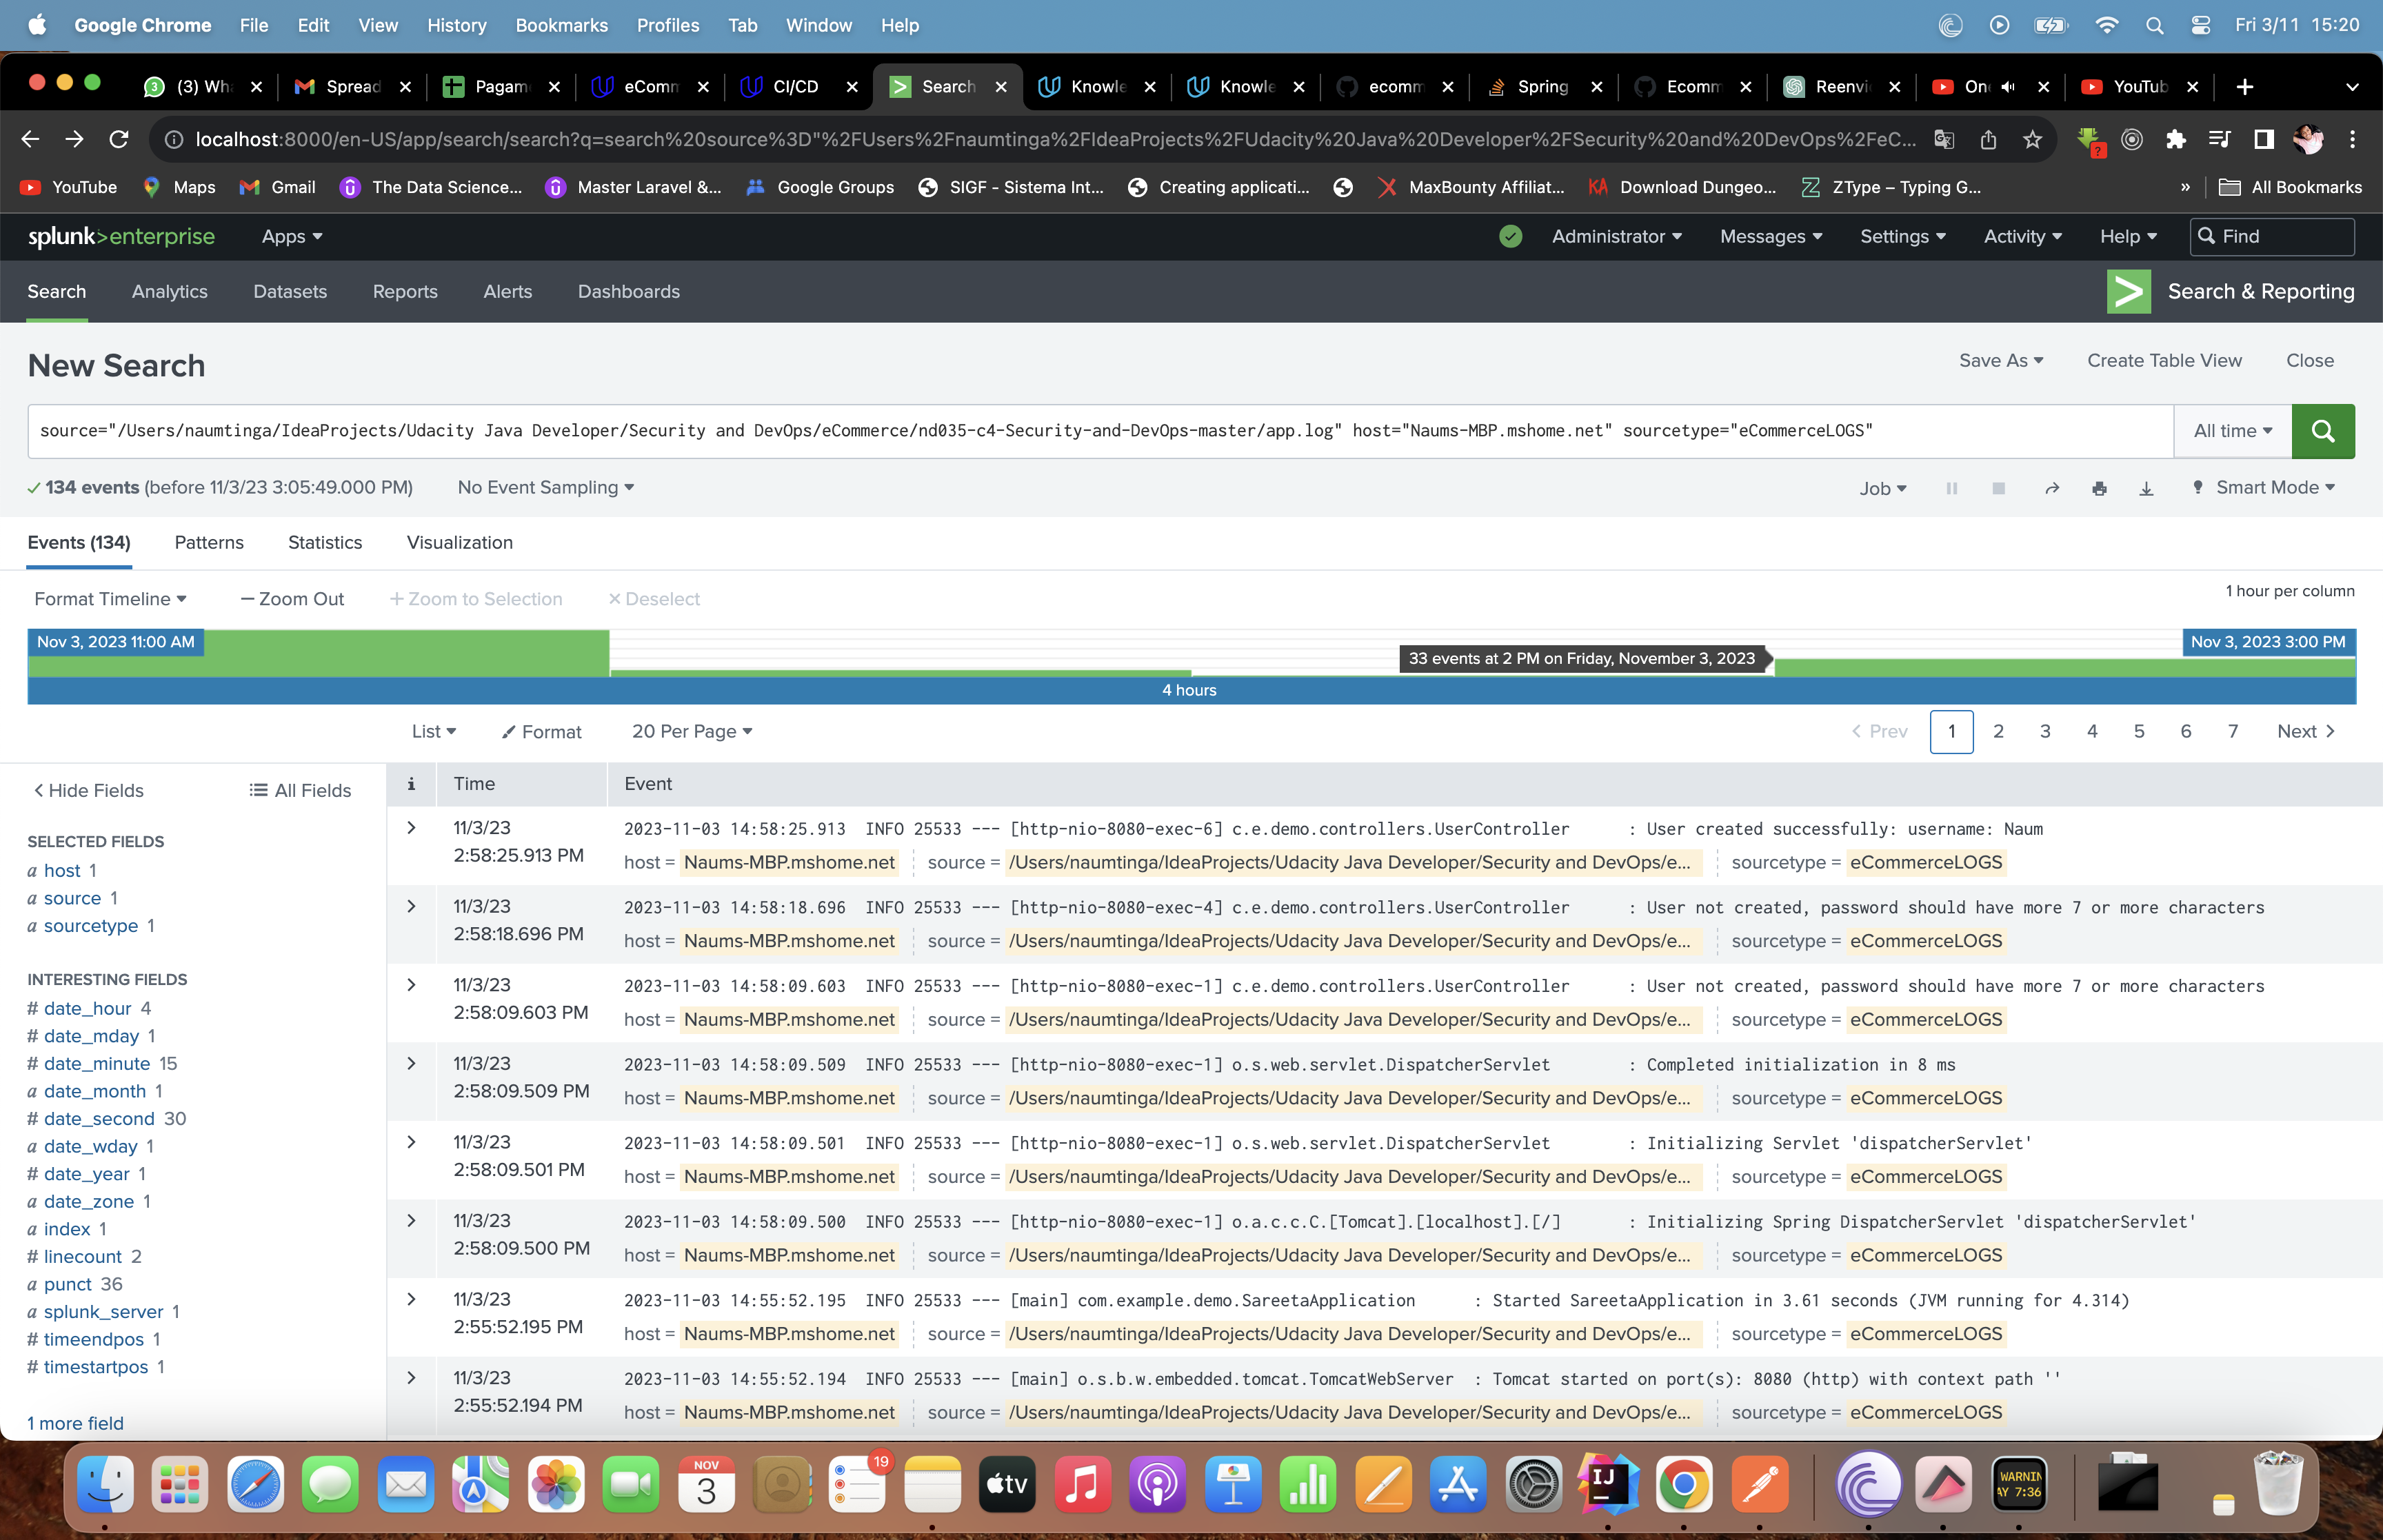 Google Chrome File Edit View History Bookmarks Profiles Tab Window Help Fri 3/11 15:20
(3) Wh Spread Pagam eComm CI/CD Search Knowle Knowle ecomm Spring Ecomm Reenvi On YouTub
localhost:8000/en-US/app/search/search?q=search%20source%3D"%2FUsers%2Fnaumtinga%2FIdeaProjects%2FUdacity%20Java%20Developer%2FSecurity%20and%20DevOps%2FeC...
YouTube Maps Gmail The Data Science... Master Laravel &... Google Groups SIGF - Sistema Int... Creating applicati... MaxBounty Affiliat... Download Dungeo... ZType – Typing G... » All Bookmarks
splunk>enterprise Apps Administrator Messages Settings Activity Help Find
Search Analytics Datasets Reports Alerts Dashboards Search & Reporting
New Search Save As Create Table View Close
source="/Users/naumtinga/IdeaProjects/Udacity Java Developer/Security and DevOps/eCommerce/nd035-c4-Security-and-DevOps-master/app.log" host="Naums-MBP.mshome.net" sourcetype="eCommerceLOGS" All time
134 events (before 11/3/23 3:05:49.000 PM) No Event Sampling Job Smart Mode
Events (134) Patterns Statistics Visualization
Format Timeline — Zoom Out + Zoom to Selection × Deselect 1 hour per column
Nov 3, 2023 11:00 AM Nov 3, 2023 3:00 PM
33 events at 2 PM on Friday, November 3, 2023
4 hours
List Format 20 Per Page < Prev 1 2 3 4 5 6 7 Next >
< Hide Fields All Fields
SELECTED FIELDS
a host 1
a source 1
a sourcetype 1
INTERESTING FIELDS
# date_hour 4
# date_mday 1
# date_minute 15
a date_month 1
# date_second 30
a date_wday 1
# date_year 1
a date_zone 1
a index 1
# linecount 2
a punct 36
a splunk_server 1
# timeendpos 1
# timestartpos 1
1 more field
i Time Event
11/3/23 2023-11-03 14:58:25.913 INFO 25533 --- [http-nio-8080-exec-6] c.e.demo.controllers.UserController : User created successfully: username: Naum
2:58:25.913 PM host = Naums-MBP.mshome.net source = /Users/naumtinga/IdeaProjects/Udacity Java Developer/Security and DevOps/e... sourcetype = eCommerceLOGS
11/3/23 2023-11-03 14:58:18.696 INFO 25533 --- [http-nio-8080-exec-4] c.e.demo.controllers.UserController : User not created, password should have more 7 or more characters
2:58:18.696 PM host = Naums-MBP.mshome.net source = /Users/naumtinga/IdeaProjects/Udacity Java Developer/Security and DevOps/e... sourcetype = eCommerceLOGS
11/3/23 2023-11-03 14:58:09.603 INFO 25533 --- [http-nio-8080-exec-1] c.e.demo.controllers.UserController : User not created, password should have more 7 or more characters
2:58:09.603 PM host = Naums-MBP.mshome.net source = /Users/naumtinga/IdeaProjects/Udacity Java Developer/Security and DevOps/e... sourcetype = eCommerceLOGS
11/3/23 2023-11-03 14:58:09.509 INFO 25533 --- [http-nio-8080-exec-1] o.s.web.servlet.DispatcherServlet : Completed initialization in 8 ms
2:58:09.509 PM host = Naums-MBP.mshome.net source = /Users/naumtinga/IdeaProjects/Udacity Java Developer/Security and DevOps/e... sourcetype = eCommerceLOGS
11/3/23 2023-11-03 14:58:09.501 INFO 25533 --- [http-nio-8080-exec-1] o.s.web.servlet.DispatcherServlet : Initializing Servlet 'dispatcherServlet'
2:58:09.501 PM host = Naums-MBP.mshome.net source = /Users/naumtinga/IdeaProjects/Udacity Java Developer/Security and DevOps/e... sourcetype = eCommerceLOGS
11/3/23 2023-11-03 14:58:09.500 INFO 25533 --- [http-nio-8080-exec-1] o.a.c.c.C.[Tomcat].[localhost].[/] : Initializing Spring DispatcherServlet 'dispatcherServlet'
2:58:09.500 PM host = Naums-MBP.mshome.net source = /Users/naumtinga/IdeaProjects/Udacity Java Developer/Security and DevOps/e... sourcetype = eCommerceLOGS
11/3/23 2023-11-03 14:55:52.195 INFO 25533 --- [main] com.example.demo.SareetaApplication : Started SareetaApplication in 3.61 seconds (JVM running for 4.314)
2:55:52.195 PM host = Naums-MBP.mshome.net source = /Users/naumtinga/IdeaProjects/Udacity Java Developer/Security and DevOps/e... sourcetype = eCommerceLOGS
11/3/23 2023-11-03 14:55:52.194 INFO 25533 --- [main] o.s.b.w.embedded.tomcat.TomcatWebServer : Tomcat started on port(s): 8080 (http) with context path ''
2:55:52.194 PM host = Naums-MBP.mshome.net source = /Users/naumtinga/IdeaProjects/Udacity Java Developer/Security and DevOps/e... sourcetype = eCommerceLOGS
NOV 19
3 tv IJ WARNIN
AY 7:36